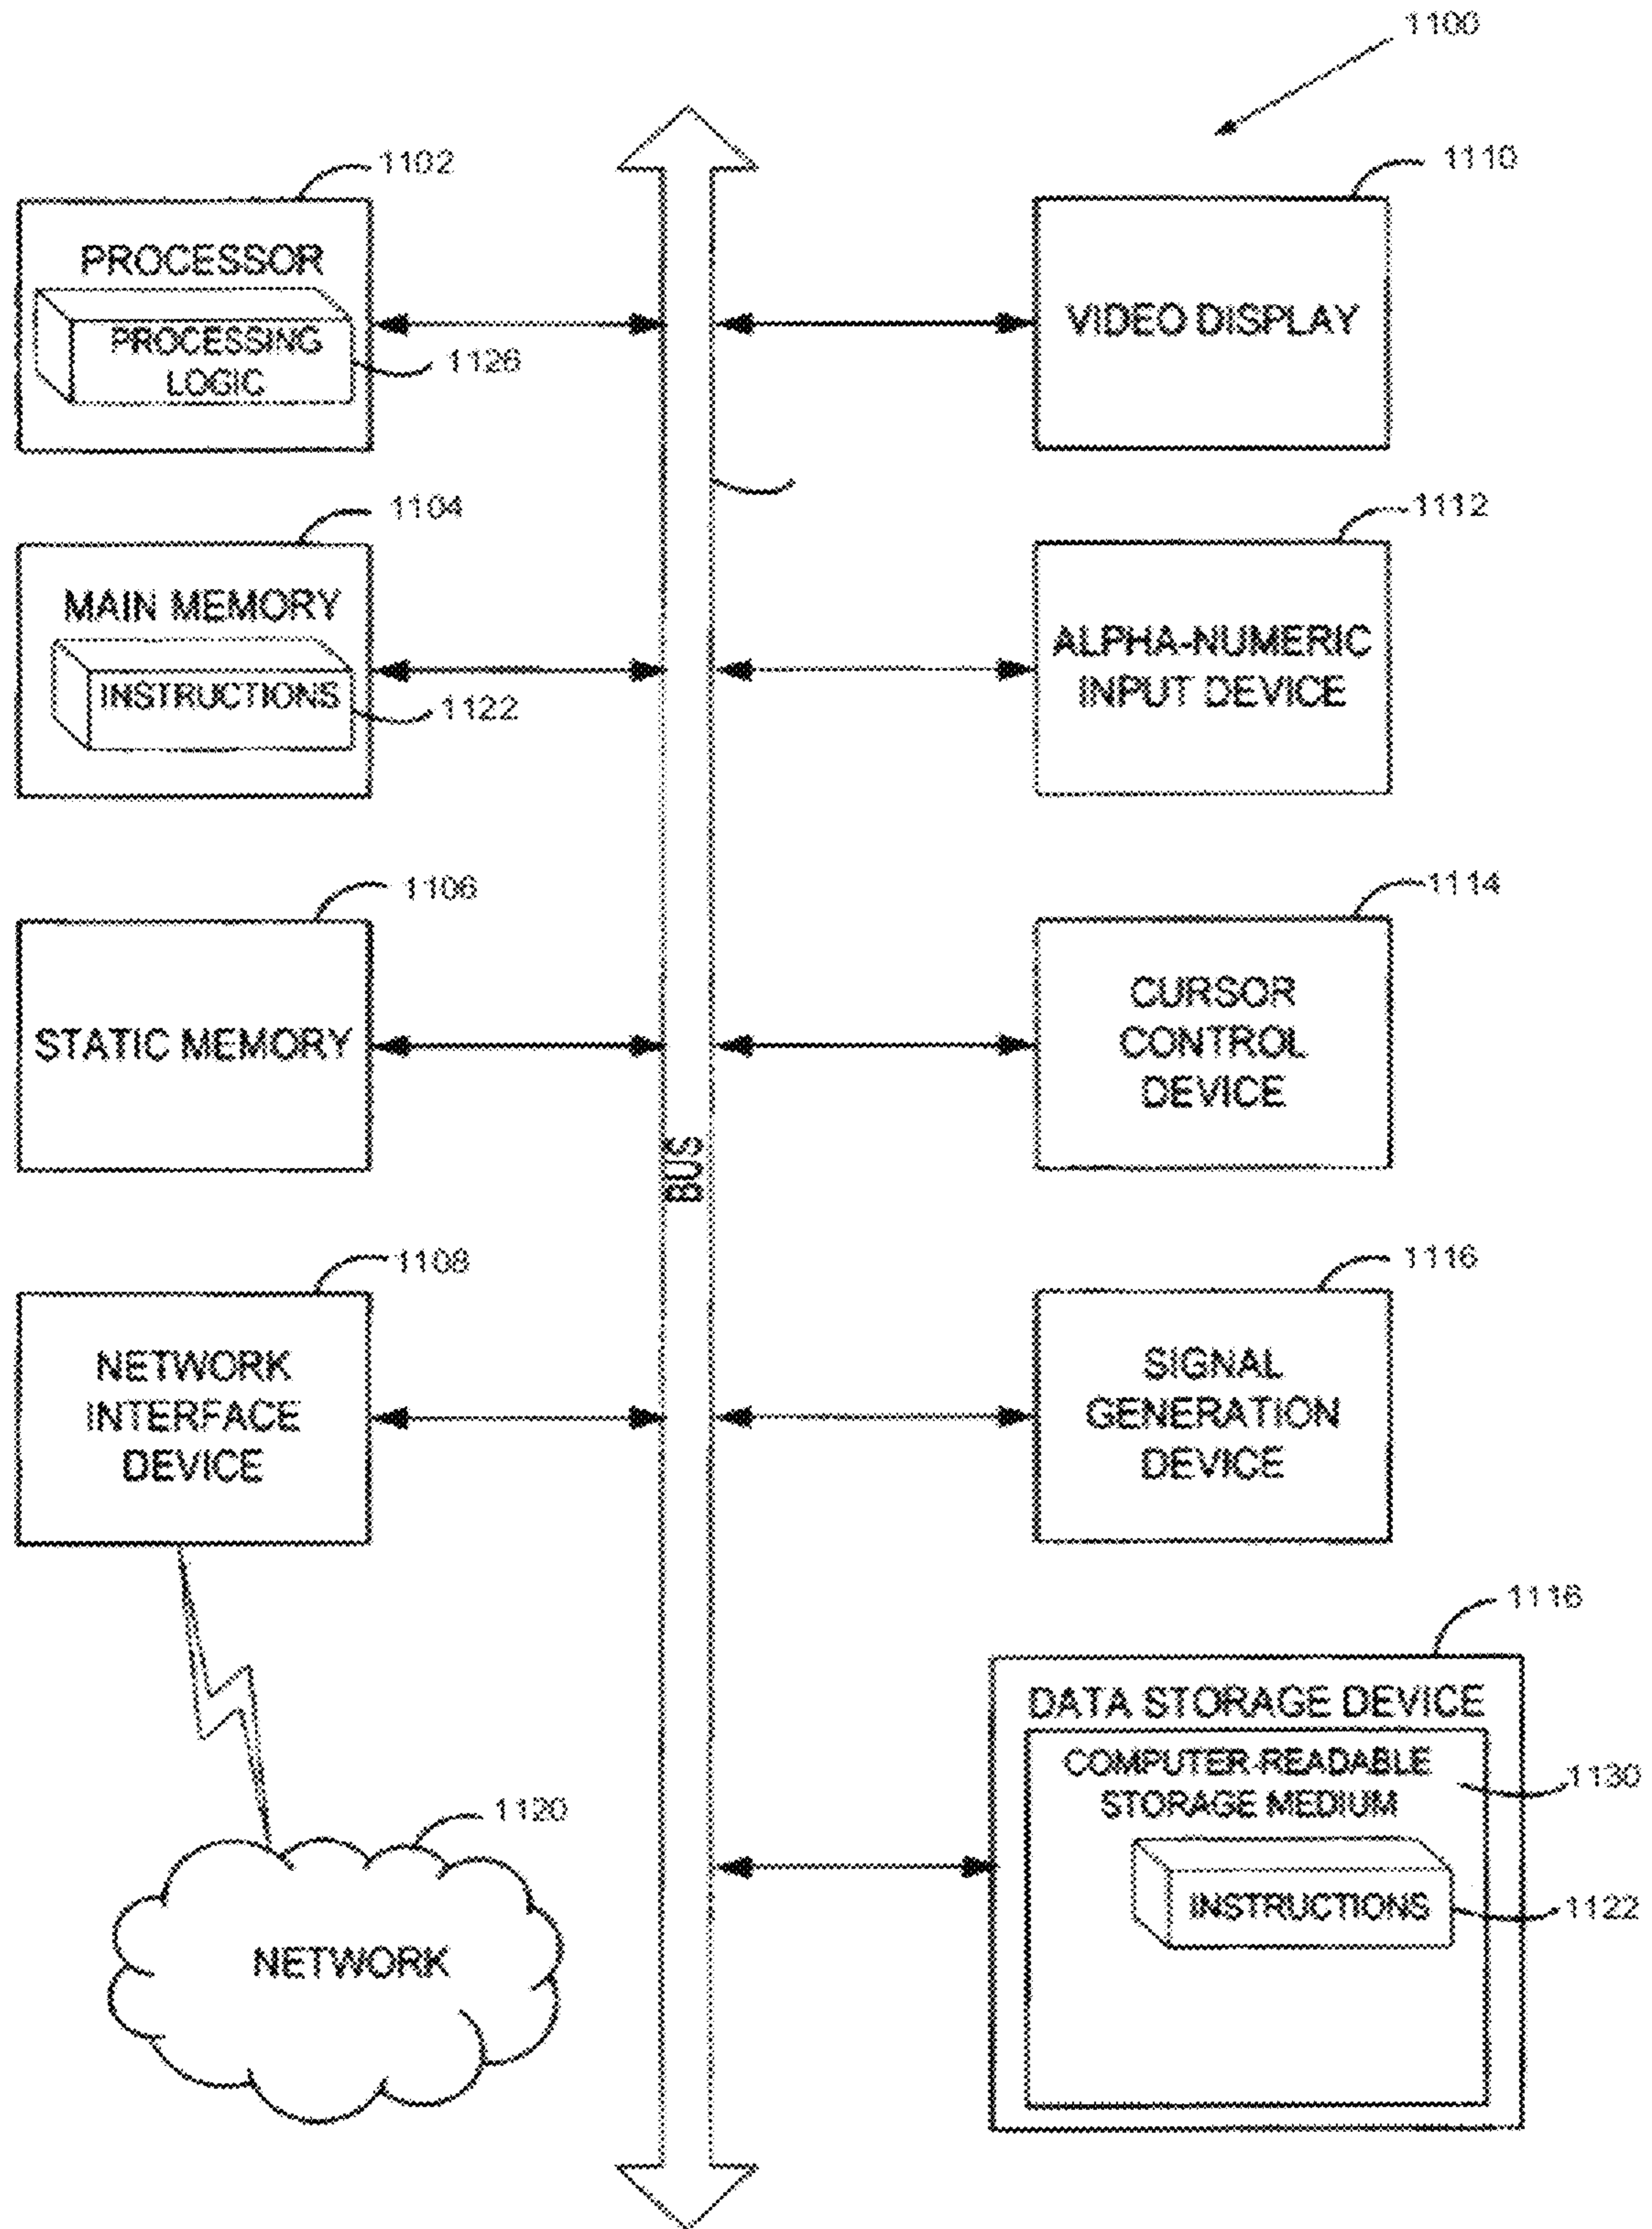 1100
1102
PROCESSOR
PROCESSING
LOGIC
1126
1110
VIDEO DISPLAY
1104
MAIN MEMORY
INSTRUCTIONS
1122
1112
ALPHA-NUMERIC
INPUT DEVICE
1106
STATIC MEMORY
1114
CURSOR
CONTROL
DEVICE
BUS
1108
NETWORK
INTERFACE
DEVICE
1116
SIGNAL
GENERATION
DEVICE
1120
NETWORK
1116
DATA STORAGE DEVICE
COMPUTER-READABLE
STORAGE MEDIUM
1130
INSTRUCTIONS
1122